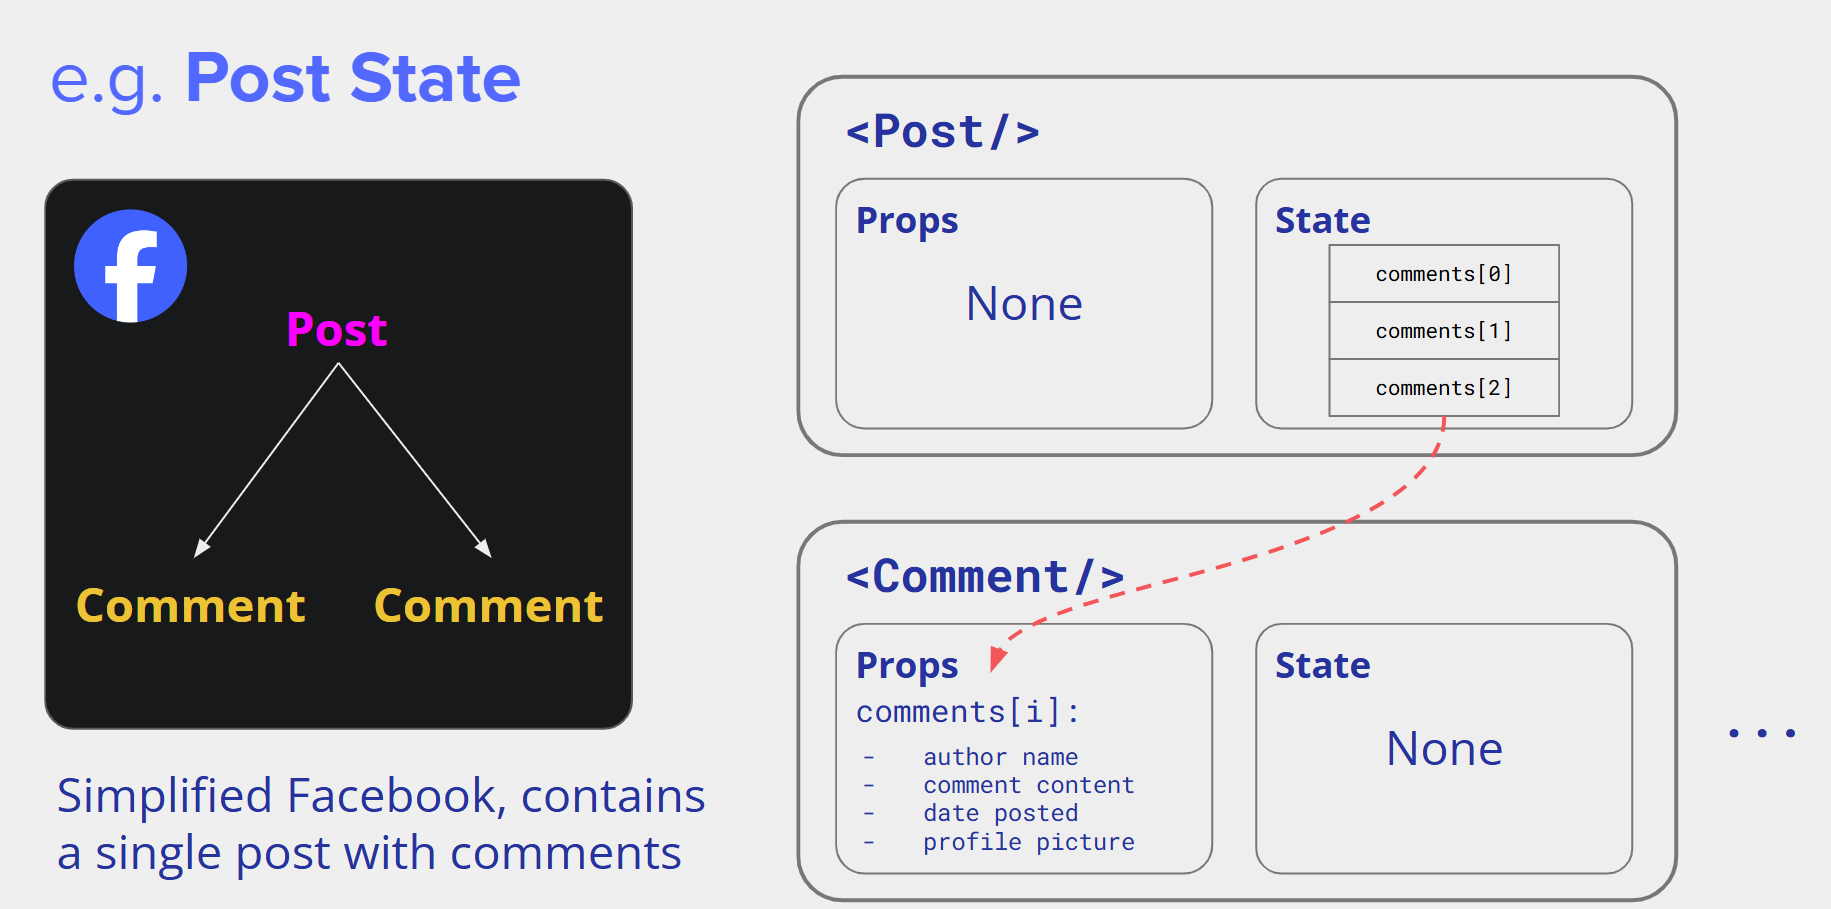 e.g. Post State
Post
Comment Comment
Simplified Facebook, contains
a single post with comments
<Post/>
Props
None
State
comments[0]
comments[1]
comments[2]
<Comment/>
Props
comments[i]:
- author name
- comment content
- date posted
- profile picture
State
None
...